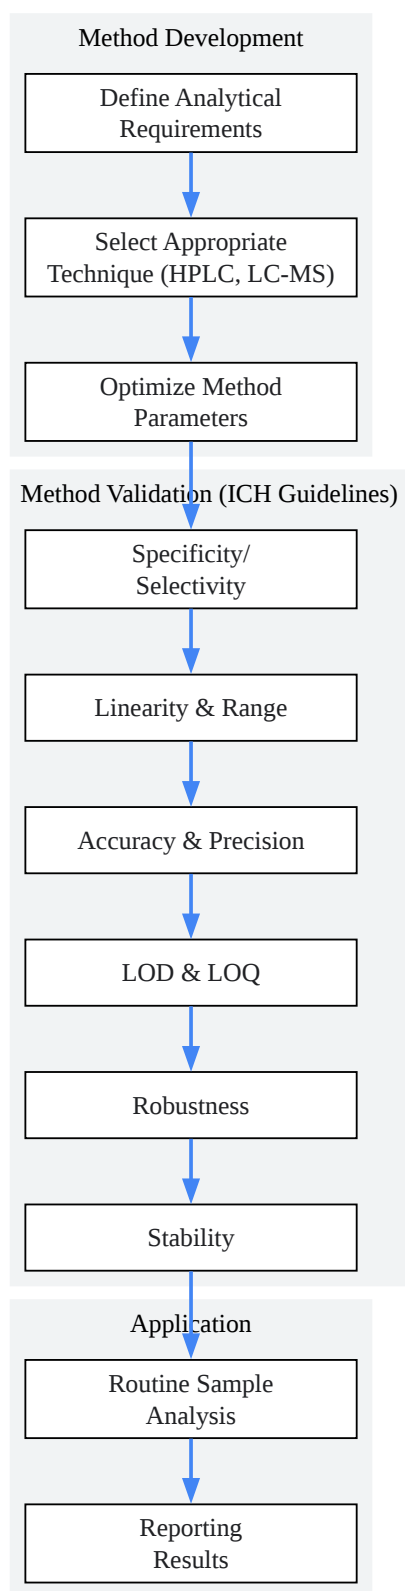 Method Development
Define Analytical
Requirements
Select Appropriate
Technique (HPLC, LC-MS)
Optimize Method
Parameters
Method Validation (ICH Guidelines)
Specificity/
Selectivity
Linearity & Range
Accuracy & Precision
LOD & LOQ
Robustness
Stability
Application
Routine Sample
Analysis
Reporting
Results